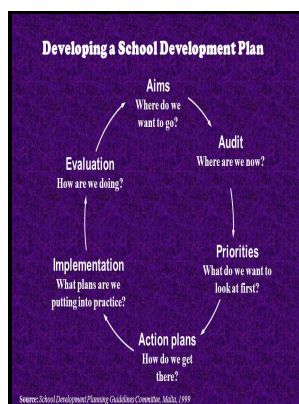 Developing a School Development Plan
Aims
Where do we
want to go?
Audit
Where are we now?
Priorities
What do we want to
look at first?
Action plans
How do we get
there?
Implementation
What plans are we
putting into practice?
Evaluation
How are we doing?
Source: School Development Planning Guidelines Committee, Malta, 1999